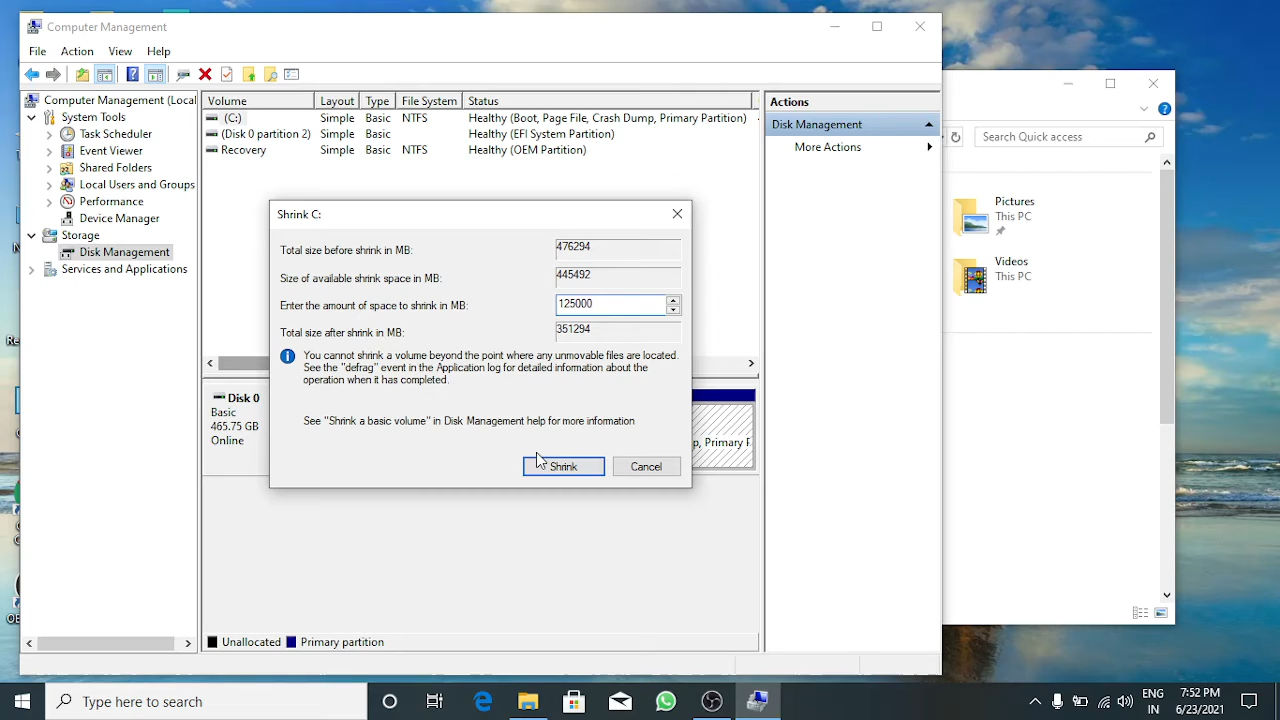 Computer Management
File Action View Help
Computer Management (Local
System Tools
Task Scheduler
Event Viewer
Shared Folders
Local Users and Groups
Performance
Device Manager
Storage
Disk Management
Services and Applications
Volume Layout Type File System Status
(C:) Simple Basic NTFS Healthy (Boot, Page File, Crash Dump, Primary Partition)
(Disk 0 partition 2) Simple Basic Healthy (EFI System Partition)
Recovery Simple Basic NTFS Healthy (OEM Partition)
Actions
Disk Management
More Actions
Search Quick access
Pictures
This PC
Videos
This PC
Shrink C:
Total size before shrink in MB: 476294
Size of available shrink space in MB: 445492
Enter the amount of space to shrink in MB: 125000
Total size after shrink in MB: 351294
You cannot shrink a volume beyond the point where any unmovable files are located.
See the "defrag" event in the Application log for detailed information about the
operation when it has completed.
See "Shrink a basic volume" in Disk Management help for more information
Shrink Cancel
Disk 0
Basic
465.75 GB
Online
p, Primary F
Unallocated Primary partition
Type here to search
ENG
IN
7:52 PM
6/23/2021